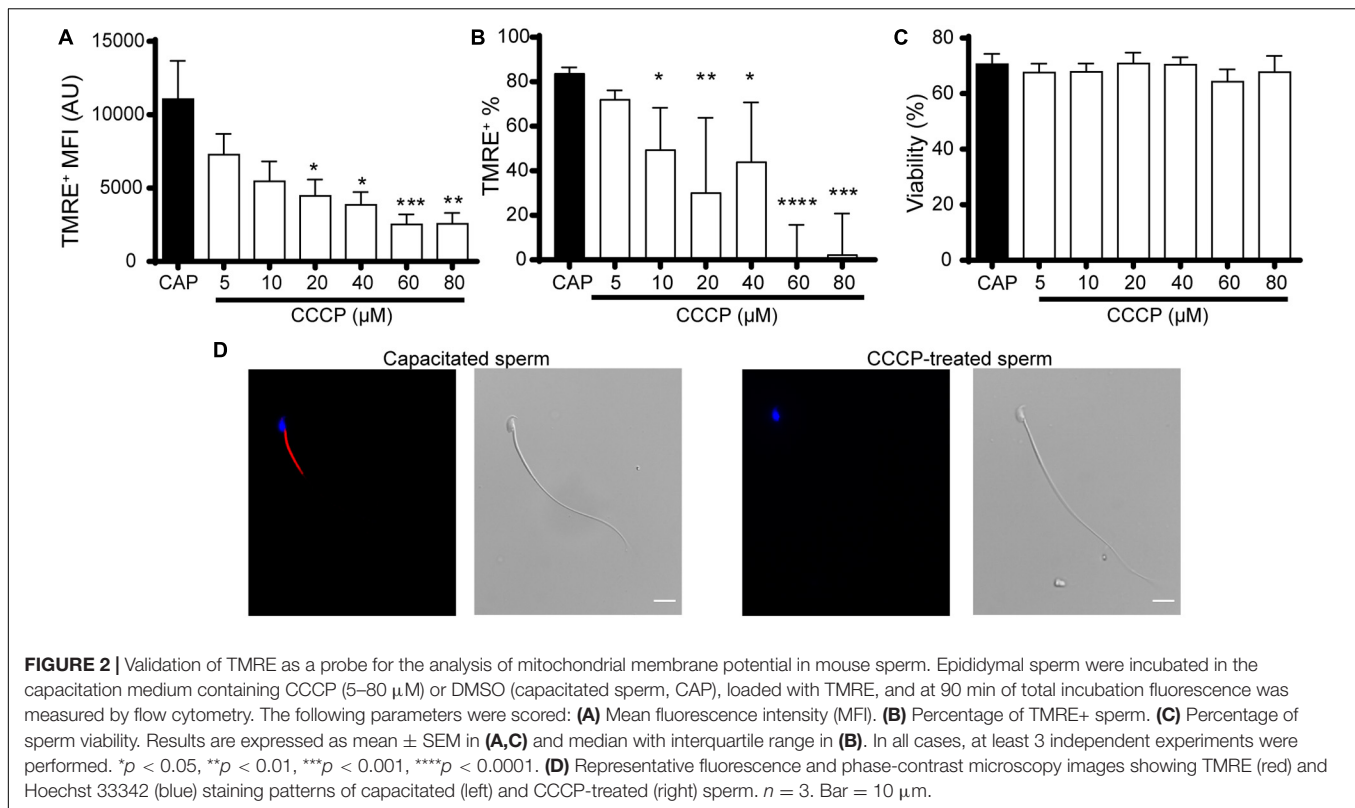 A
B
C
15000
10000
5000
0
TMRE+ MFI (AU)
* * *** **
CAP 5 10 20 40 60 80
CCCP (µM)
100
80
60
40
20
0
TMRE+ %
* ** * **** ***
CAP 5 10 20 40 60 80
CCCP (µM)
80
60
40
20
0
Viability (%)
CAP 5 10 20 40 60 80
CCCP (µM)
D
Capacitated sperm
CCCP-treated sperm
FIGURE 2 | Validation of TMRE as a probe for the analysis of mitochondrial membrane potential in mouse sperm. Epididymal sperm were incubated in the
capacitation medium containing CCCP (5–80 µM) or DMSO (capacitated sperm, CAP), loaded with TMRE, and at 90 min of total incubation fluorescence was
measured by flow cytometry. The following parameters were scored: (A) Mean fluorescence intensity (MFI). (B) Percentage of TMRE+ sperm. (C) Percentage of
sperm viability. Results are expressed as mean ± SEM in (A,C) and median with interquartile range in (B). In all cases, at least 3 independent experiments were
performed. *p < 0.05, **p < 0.01, ***p < 0.001, ****p < 0.0001. (D) Representative fluorescence and phase-contrast microscopy images showing TMRE (red) and
Hoechst 33342 (blue) staining patterns of capacitated (left) and CCCP-treated (right) sperm. n = 3. Bar = 10 µm.